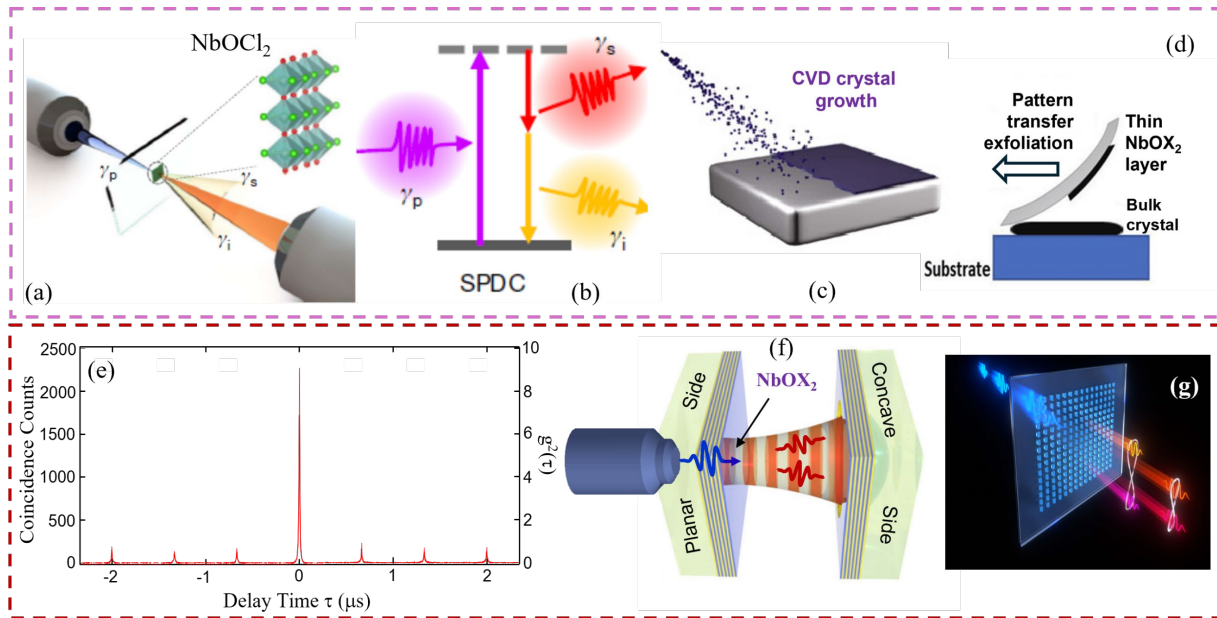 NbOCl₂
γₚ
γₛ
γᵢ
(a)
γₚ
γₛ
γᵢ
SPDC
(b)
CVD crystal
growth
(c)
(d)
Pattern
transfer
exfoliation
Thin
NbOX₂
layer
Bulk
crystal
Substrate
(e)
Coincidence Counts
2500
2000
1500
1000
500
0
-2
-1
0
1
2
Delay Time τ (μs)
10
8
6
4
2
0
g²(τ)
(f)
NbOX₂
Side
Planar
Concave
Side
(g)